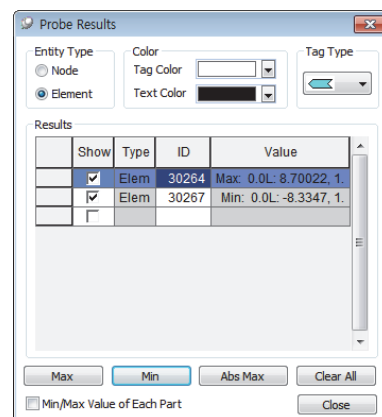 Probe Results
Entity Type Color Tag Type
Node Tag Color
Element Text Color
Results
Show Type ID Value
Elem 30264 Max: 0.0L: 8.70022, 1.
Elem 30267 Min: 0.0L: -8.3347, 1.
Max Min Abs Max Clear All
Min/Max Value of Each Part Close